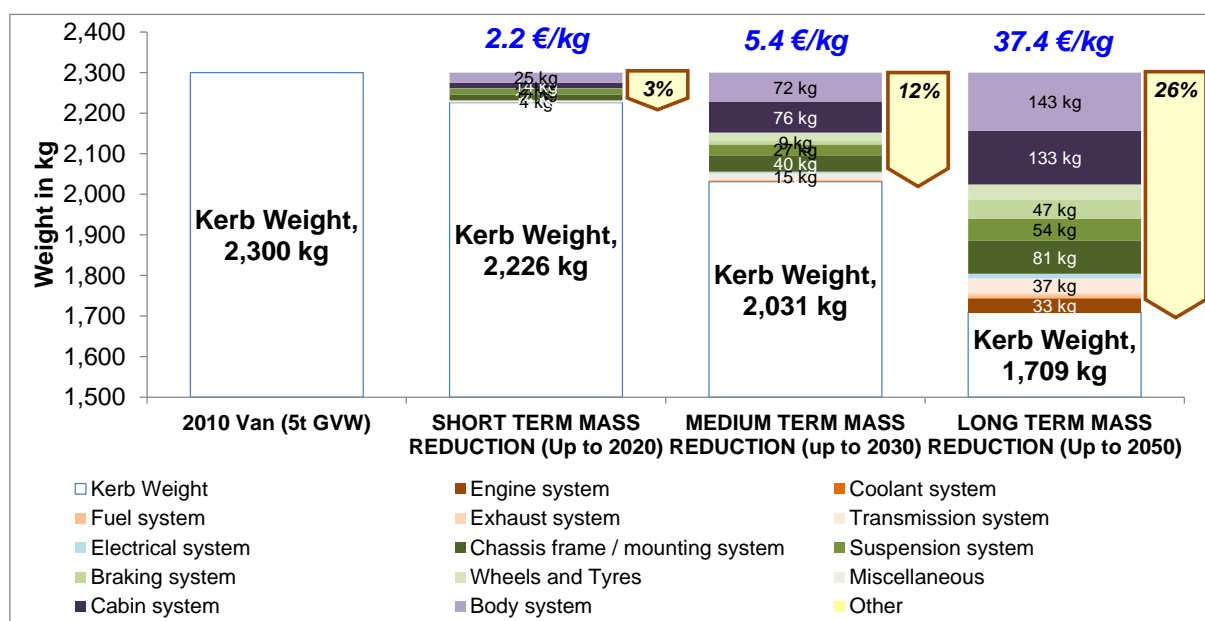 2.2 €/kg 5.4 €/kg 37.4 €/kg
2,400
2,300
2,200
2,100
2,000
1,900
1,800
1,700
1,600
1,500
Weight in kg
Kerb Weight,
2,300 kg
25 kg
14 kg
4 kg
3%
Kerb Weight,
2,226 kg
72 kg
76 kg
9 kg
27 kg
40 kg
15 kg
12%
Kerb Weight,
2,031 kg
143 kg
133 kg
47 kg
54 kg
81 kg
37 kg
33 kg
26%
Kerb Weight,
1,709 kg
2010 Van (5t GVW)
SHORT TERM MASS
REDUCTION (Up to 2020)
MEDIUM TERM MASS
REDUCTION (up to 2030)
LONG TERM MASS
REDUCTION (Up to 2050)
Kerb Weight Engine system Coolant system
Fuel system Exhaust system Transmission system
Electrical system Chassis frame / mounting system Suspension system
Braking system Wheels and Tyres Miscellaneous
Cabin system Body system Other